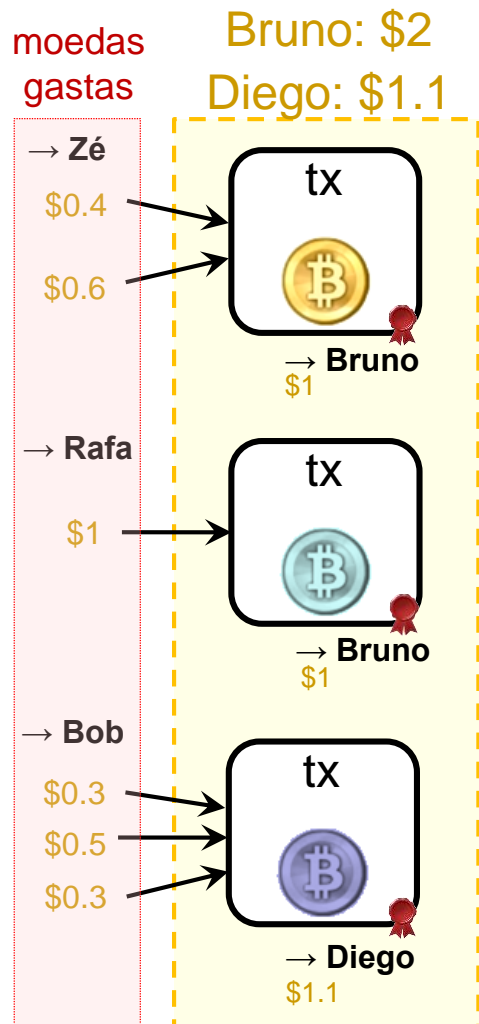 moedas
gastas
Bruno: $2
Diego: $1.1
→ Zé
$0.4
$0.6
tx
→ Bruno
$1
→ Rafa
$1
tx
→ Bruno
$1
→ Bob
$0.3
$0.5
$0.3
tx
→ Diego
$1.1